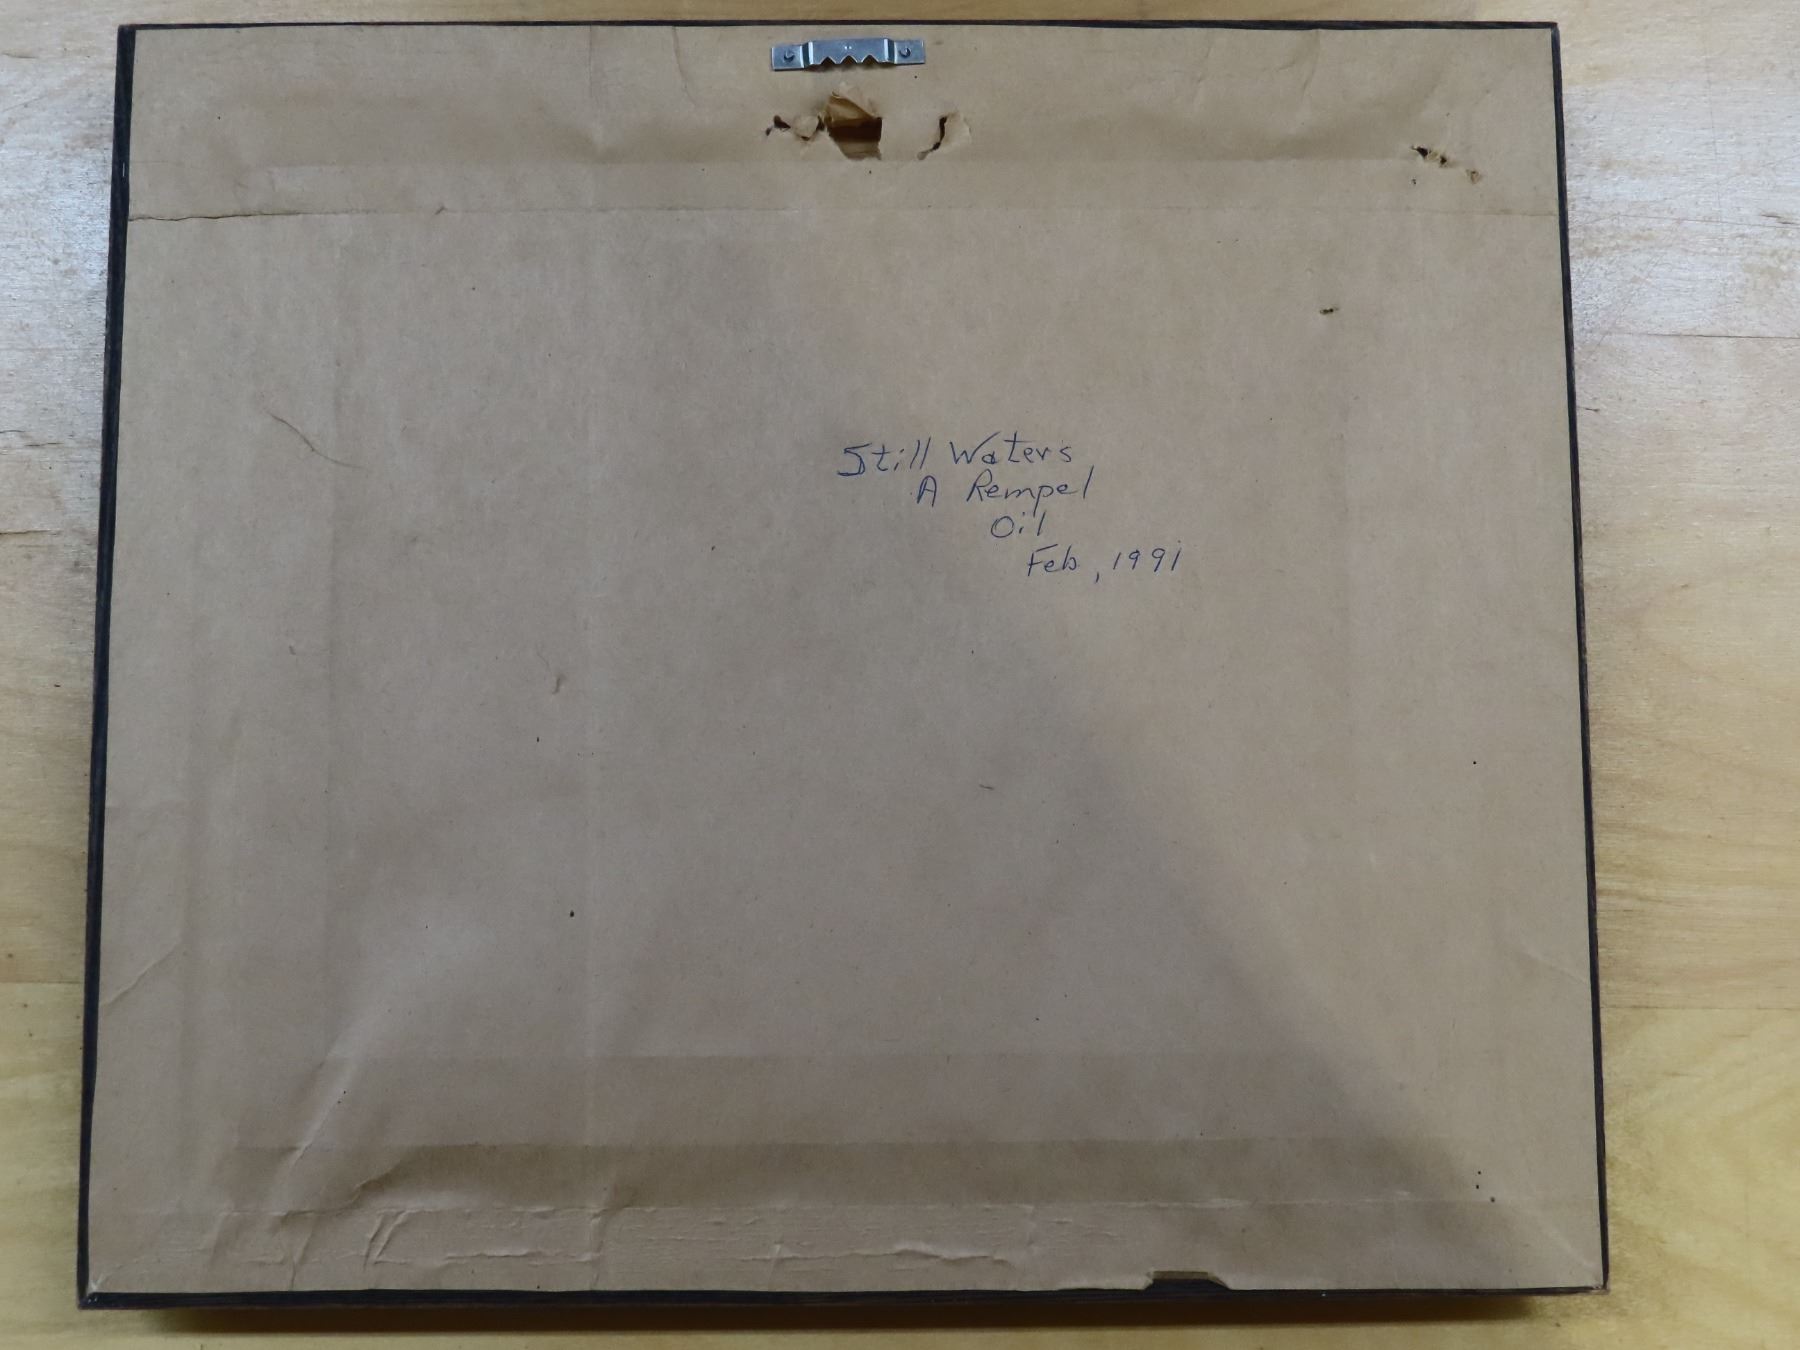 Still Waters
A Rempel
Oil
Feb, 1991